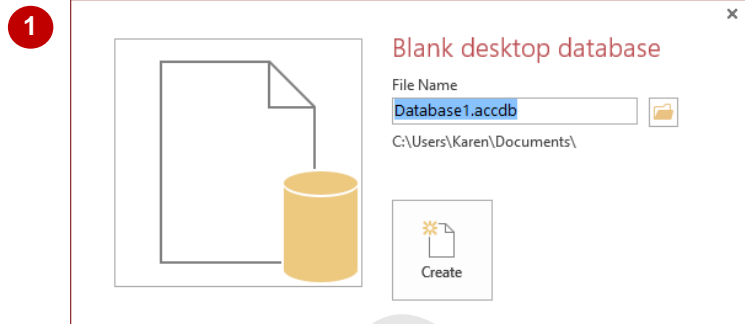 1
Blank desktop database
File Name
Database1.accdb
C:\Users\Karen\Documents\
Create